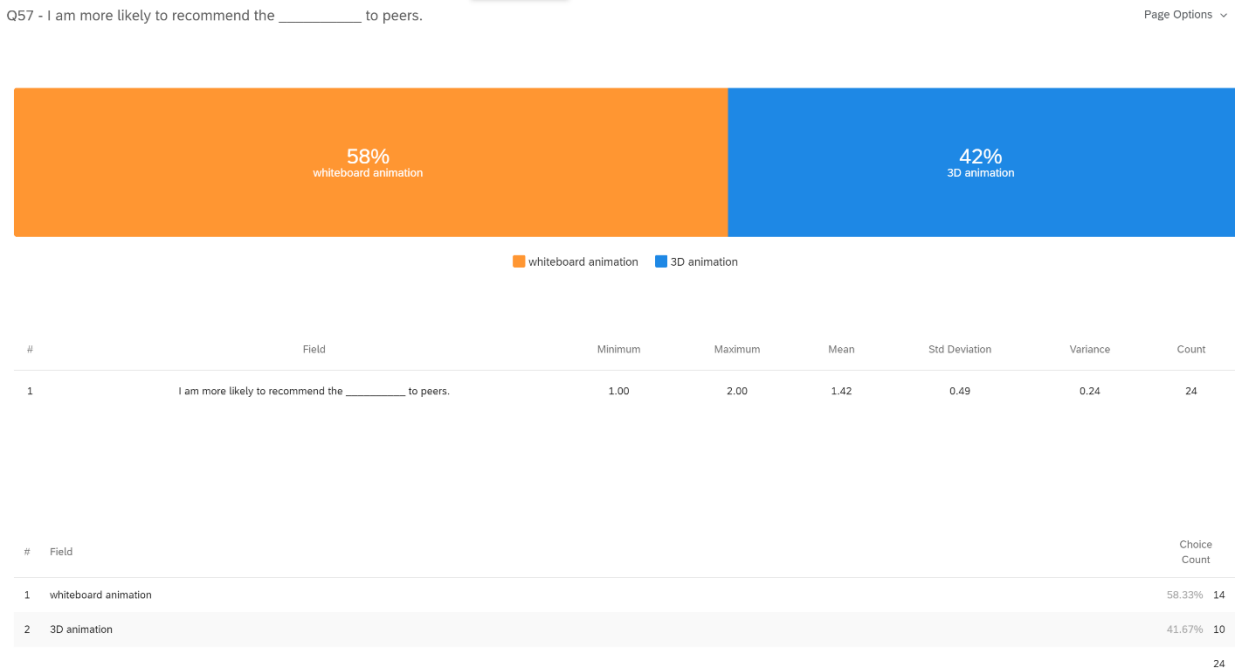 Q57 - I am more likely to recommend the ___________ to peers.
Page Options
58%
whiteboard animation
42%
3D animation
whiteboard animation 3D animation
# Field Minimum Maximum Mean Std Deviation Variance Count
1 I am more likely to recommend the ___________ to peers. 1.00 2.00 1.42 0.49 0.24 24
# Field Choice
Count
1 whiteboard animation 58.33% 14
2 3D animation 41.67% 10
24